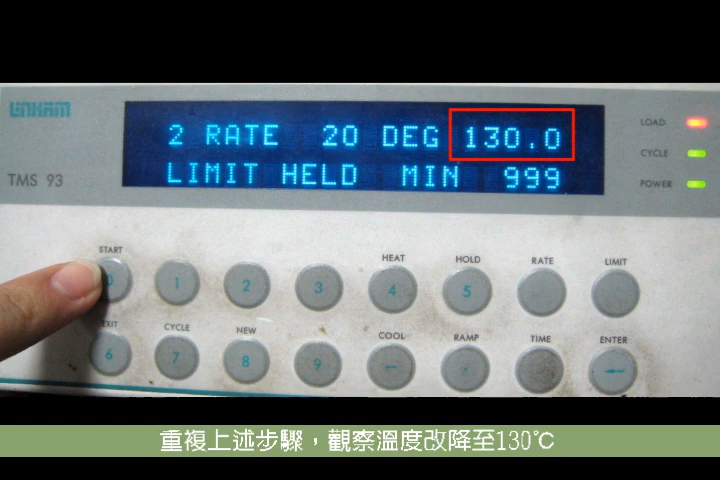 LINKAM
2 RATE 20 DEG 130.0
LIMIT HELD MIN 999
TMS 93
LOAD
CYCLE
POWER
START HEAT HOLD RATE LIMIT
0 1 2 3 4 5
EXIT CYCLE NEW COOL RAMP TIME ENTER
6 7 8 9 - . ←
重複上述步驟，觀察溫度改降至130℃